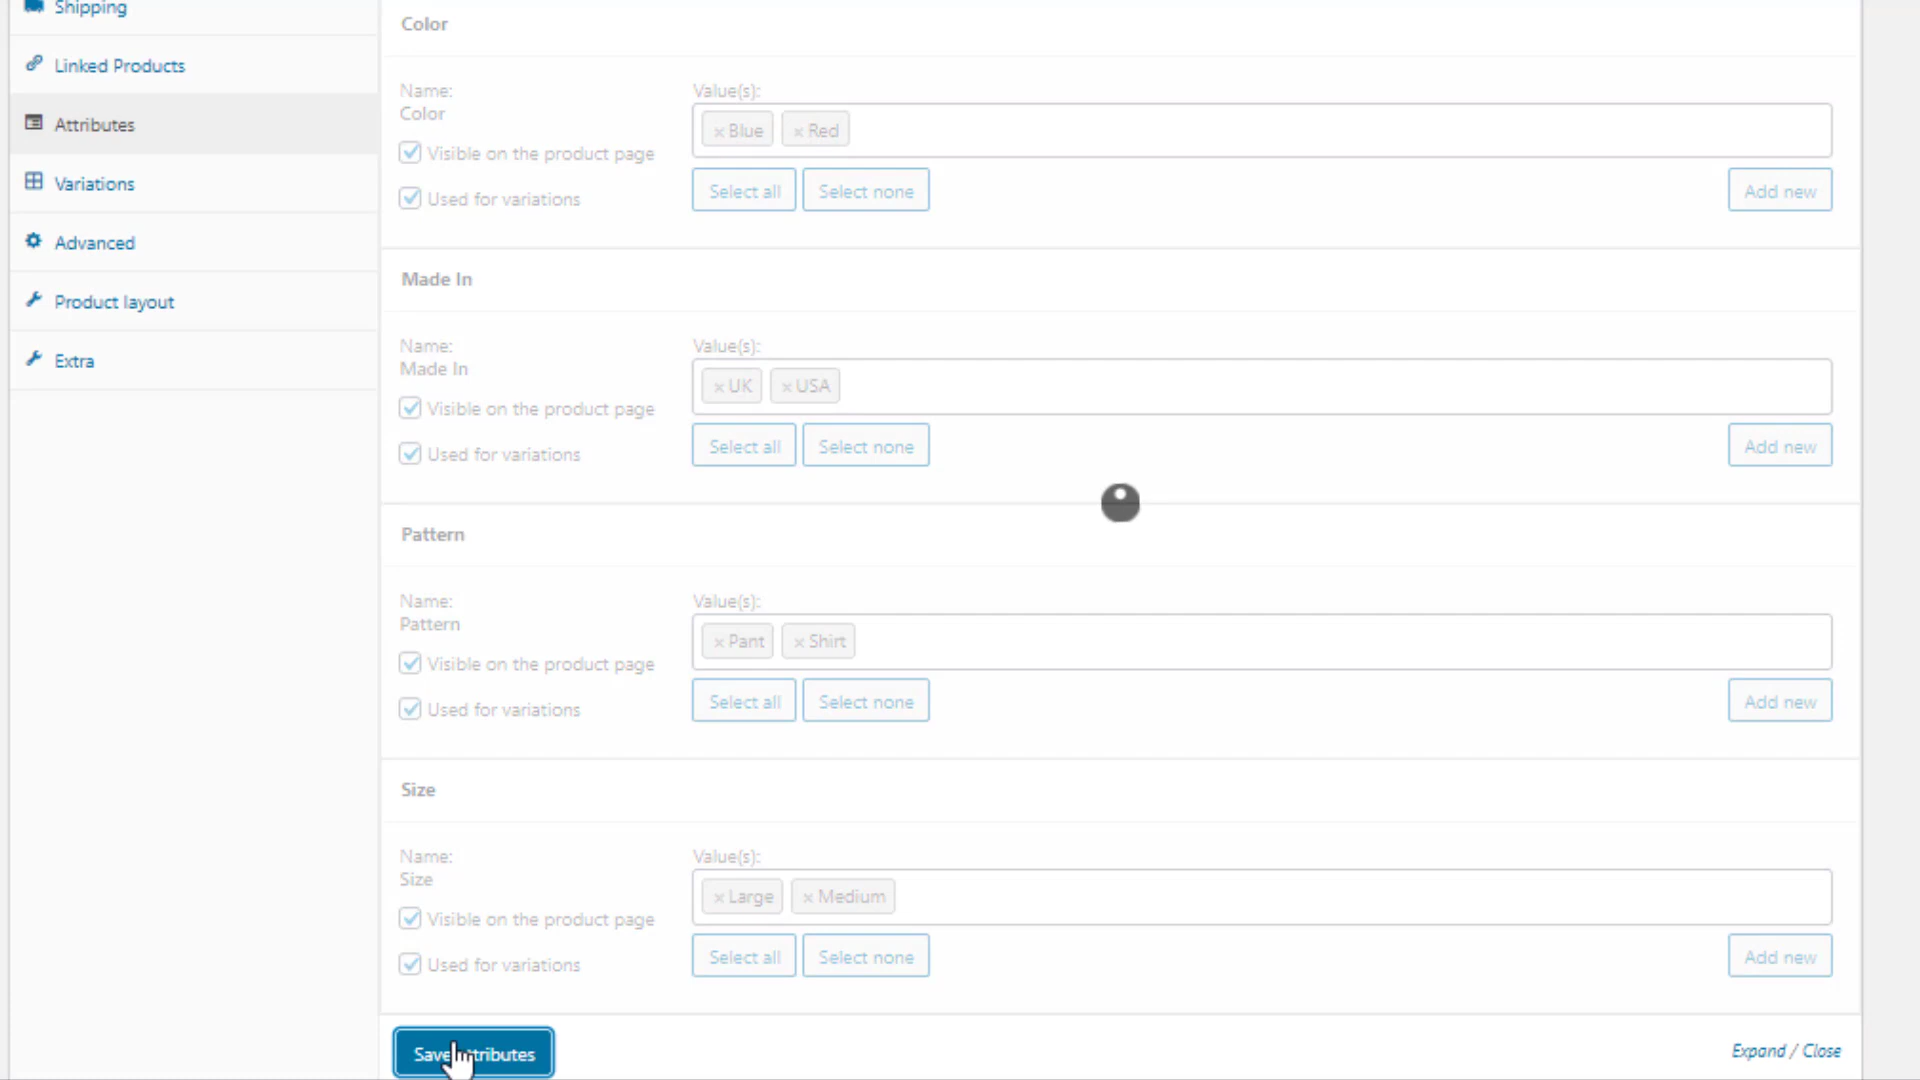 Shipping
Linked Products
Attributes
Variations
Advanced
Product layout
Extra
Color
Name:
Color
Visible on the product page
Used for variations
Value(s):
× Blue × Red
Select all Select none Add new
Made In
Name:
Made In
Visible on the product page
Used for variations
Value(s):
× UK × USA
Select all Select none Add new
Pattern
Name:
Pattern
Visible on the product page
Used for variations
Value(s):
× Pant × Shirt
Select all Select none Add new
Size
Name:
Size
Visible on the product page
Used for variations
Value(s):
× Large × Medium
Select all Select none Add new
Save attributes
Expand / Close